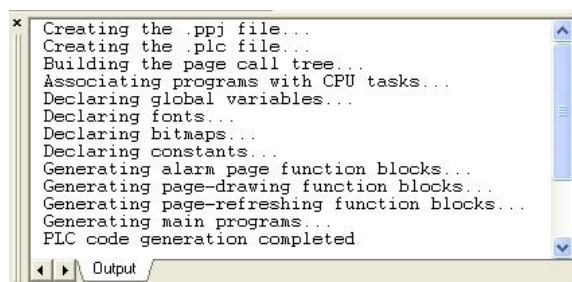 Creating the .ppj file...
Creating the .plc file...
Building the page call tree...
Associating programs with CPU tasks...
Declaring global variables...
Declaring fonts...
Declaring bitmaps...
Declaring constants...
Generating alarm page function blocks...
Generating page-drawing function blocks...
Generating page-refreshing function blocks...
Generating main programs...
PLC code generation completed
Output